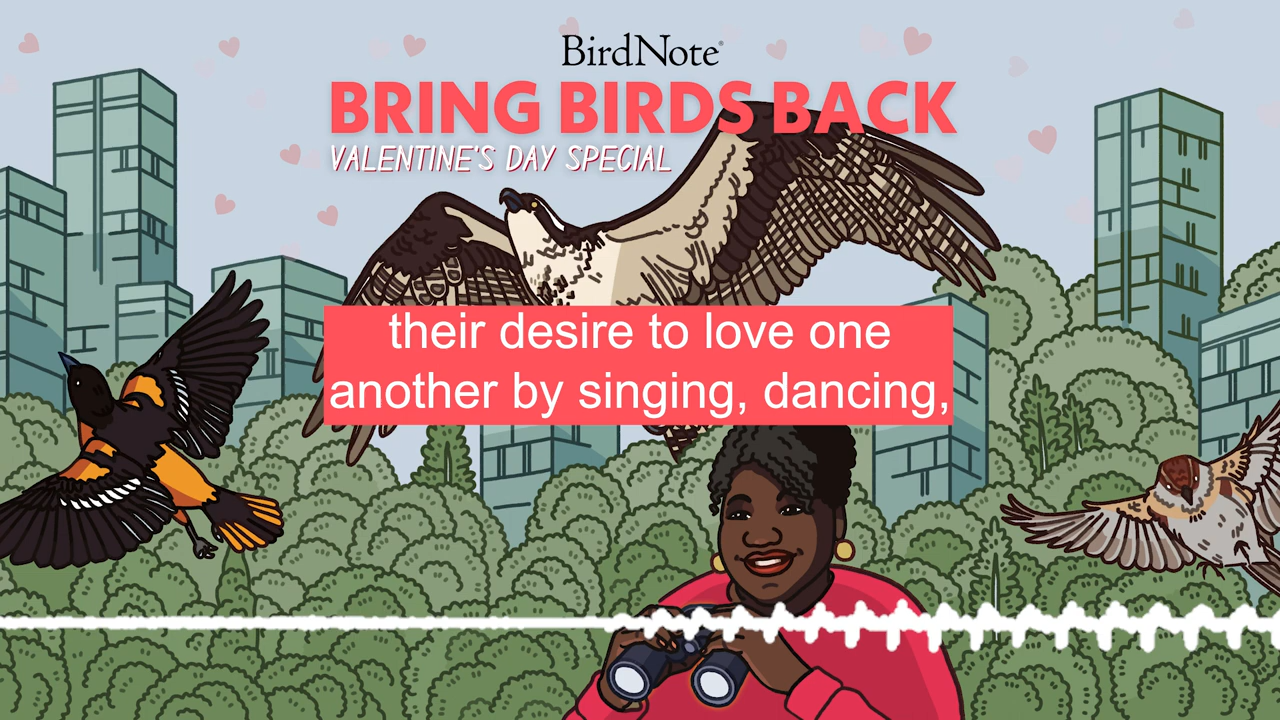 BirdNote®
BRING BIRDS BACK
VALENTINE'S DAY SPECIAL
their desire to love one
another by singing, dancing,